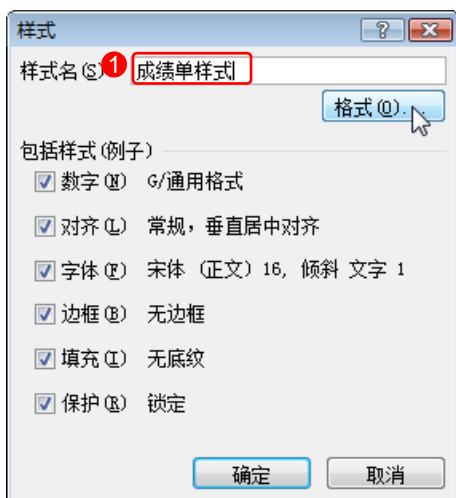 样式
样式名(S) 1 成绩单样式
格式(O)...
包括样式(例子)
数字(N) G/通用格式
对齐(L) 常规，垂直居中对齐
字体(F) 宋体 (正文) 16, 倾斜 文字 1
边框(B) 无边框
填充(I) 无底纹
保护(R) 锁定
确定 取消